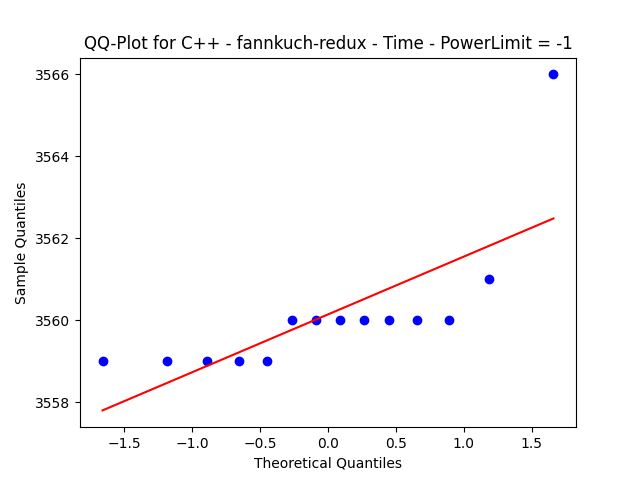 QQ-Plot for C++ - fannkuch-redux - Time - PowerLimit = -1
Sample Quantiles
3566
3564
3562
3560
3558
−1.5 −1.0 −0.5 0.0 0.5 1.0 1.5
Theoretical Quantiles